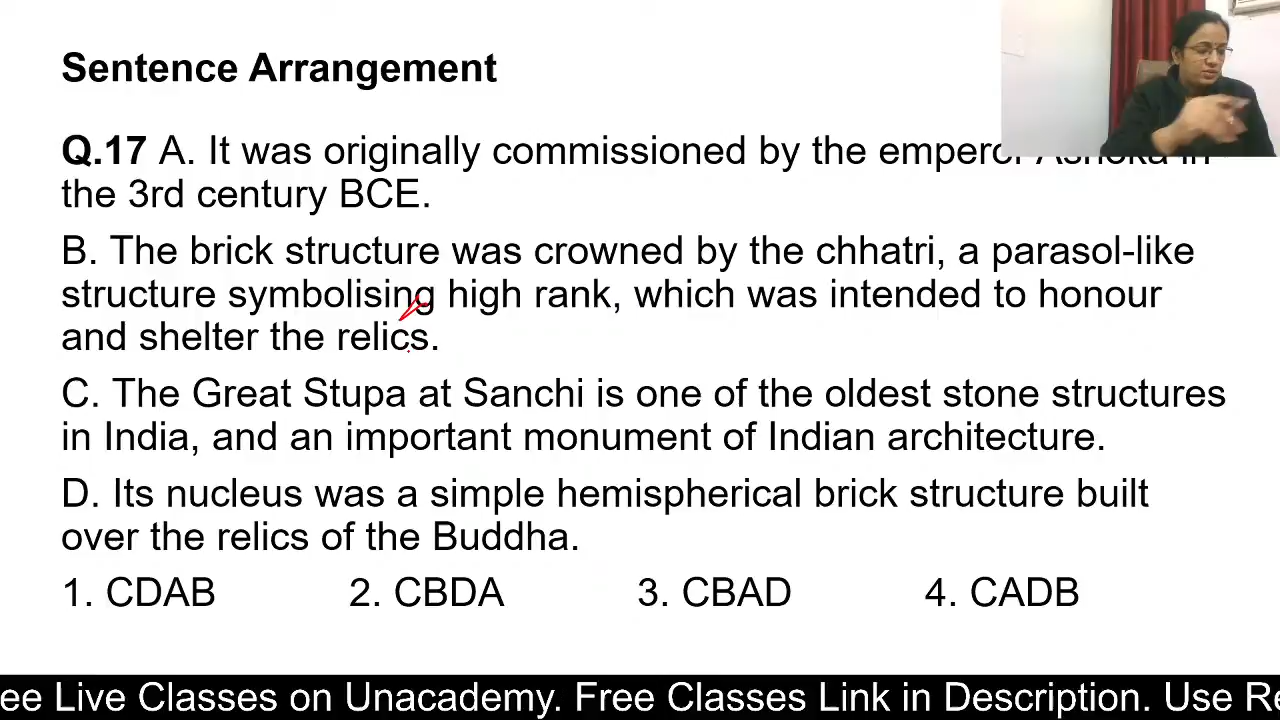 Sentence Arrangement
Q.17 A. It was originally commissioned by the emperor Ashoka in
the 3rd century BCE.
B. The brick structure was crowned by the chhatri, a parasol-like
structure symbolising high rank, which was intended to honour
and shelter the relics.
C. The Great Stupa at Sanchi is one of the oldest stone structures
in India, and an important monument of Indian architecture.
D. Its nucleus was a simple hemispherical brick structure built
over the relics of the Buddha.
1. CDAB 2. CBDA 3. CBAD 4. CADB
ee Live Classes on Unacademy. Free Classes Link in Description. Use Re